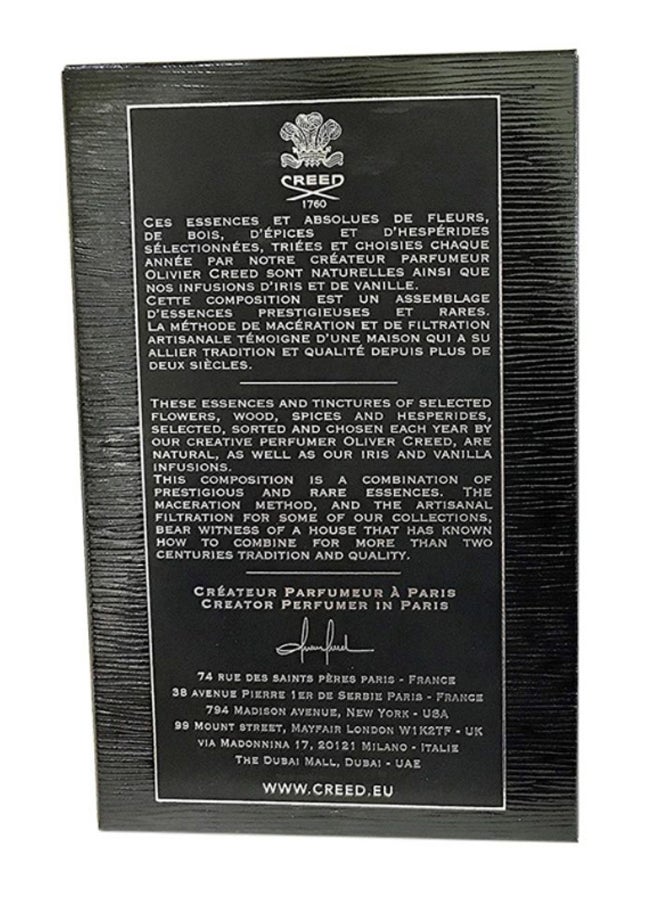 CREED
1760
CES ESSENCES ET ABSOLUES DE FLEURS,
DE BOIS, D'ÉPICES ET D'HESPÉRIDES
SÉLECTIONNÉES, TRIÉES ET CHOISIES CHAQUE
ANNÉE PAR NOTRE CRÉATEUR PARFUMEUR
OLIVIER CREED SONT NATURELLES AINSI QUE
NOS INFUSIONS D'IRIS ET DE VANILLE.
CETTE COMPOSITION EST UN ASSEMBLAGE
D'ESSENCES PRESTIGIEUSES ET RARES.
LA MÉTHODE DE MACÉRATION ET DE FILTRATION
ARTISANALE TÉMOIGNE D'UNE MAISON QUI A SU
ALLIER TRADITION ET QUALITÉ DEPUIS PLUS DE
DEUX SIÈCLES.
THESE ESSENCES AND TINCTURES OF SELECTED
FLOWERS, WOOD, SPICES AND HESPERIDES,
SELECTED, SORTED AND CHOSEN EACH YEAR BY
OUR CREATIVE PERFUMER OLIVER CREED, ARE
NATURAL, AS WELL AS OUR IRIS AND VANILLA
INFUSIONS.
THIS COMPOSITION IS A COMBINATION OF
PRESTIGIOUS AND RARE ESSENCES. THE
MACERATION METHOD, AND THE ARTISANAL
FILTRATION FOR SOME OF OUR COLLECTIONS,
BEAR WITNESS OF A HOUSE THAT HAS KNOWN
HOW TO COMBINE FOR MORE THAN TWO
CENTURIES TRADITION AND QUALITY.
CRÉATEUR PARFUMEUR À PARIS
CREATOR PERFUMER IN PARIS
74 RUE DES SAINTS PÈRES PARIS - FRANCE
38 AVENUE PIERRE 1ER DE SERBIE PARIS - FRANCE
794 MADISON AVENUE, NEW YORK - USA
99 MOUNT STREET, MAYFAIR LONDON W1K2TF - UK
VIA MADONNINA 17, 20121 MILANO - ITALIE
THE DUBAI MALL, DUBAI - UAE
WWW.CREED.EU